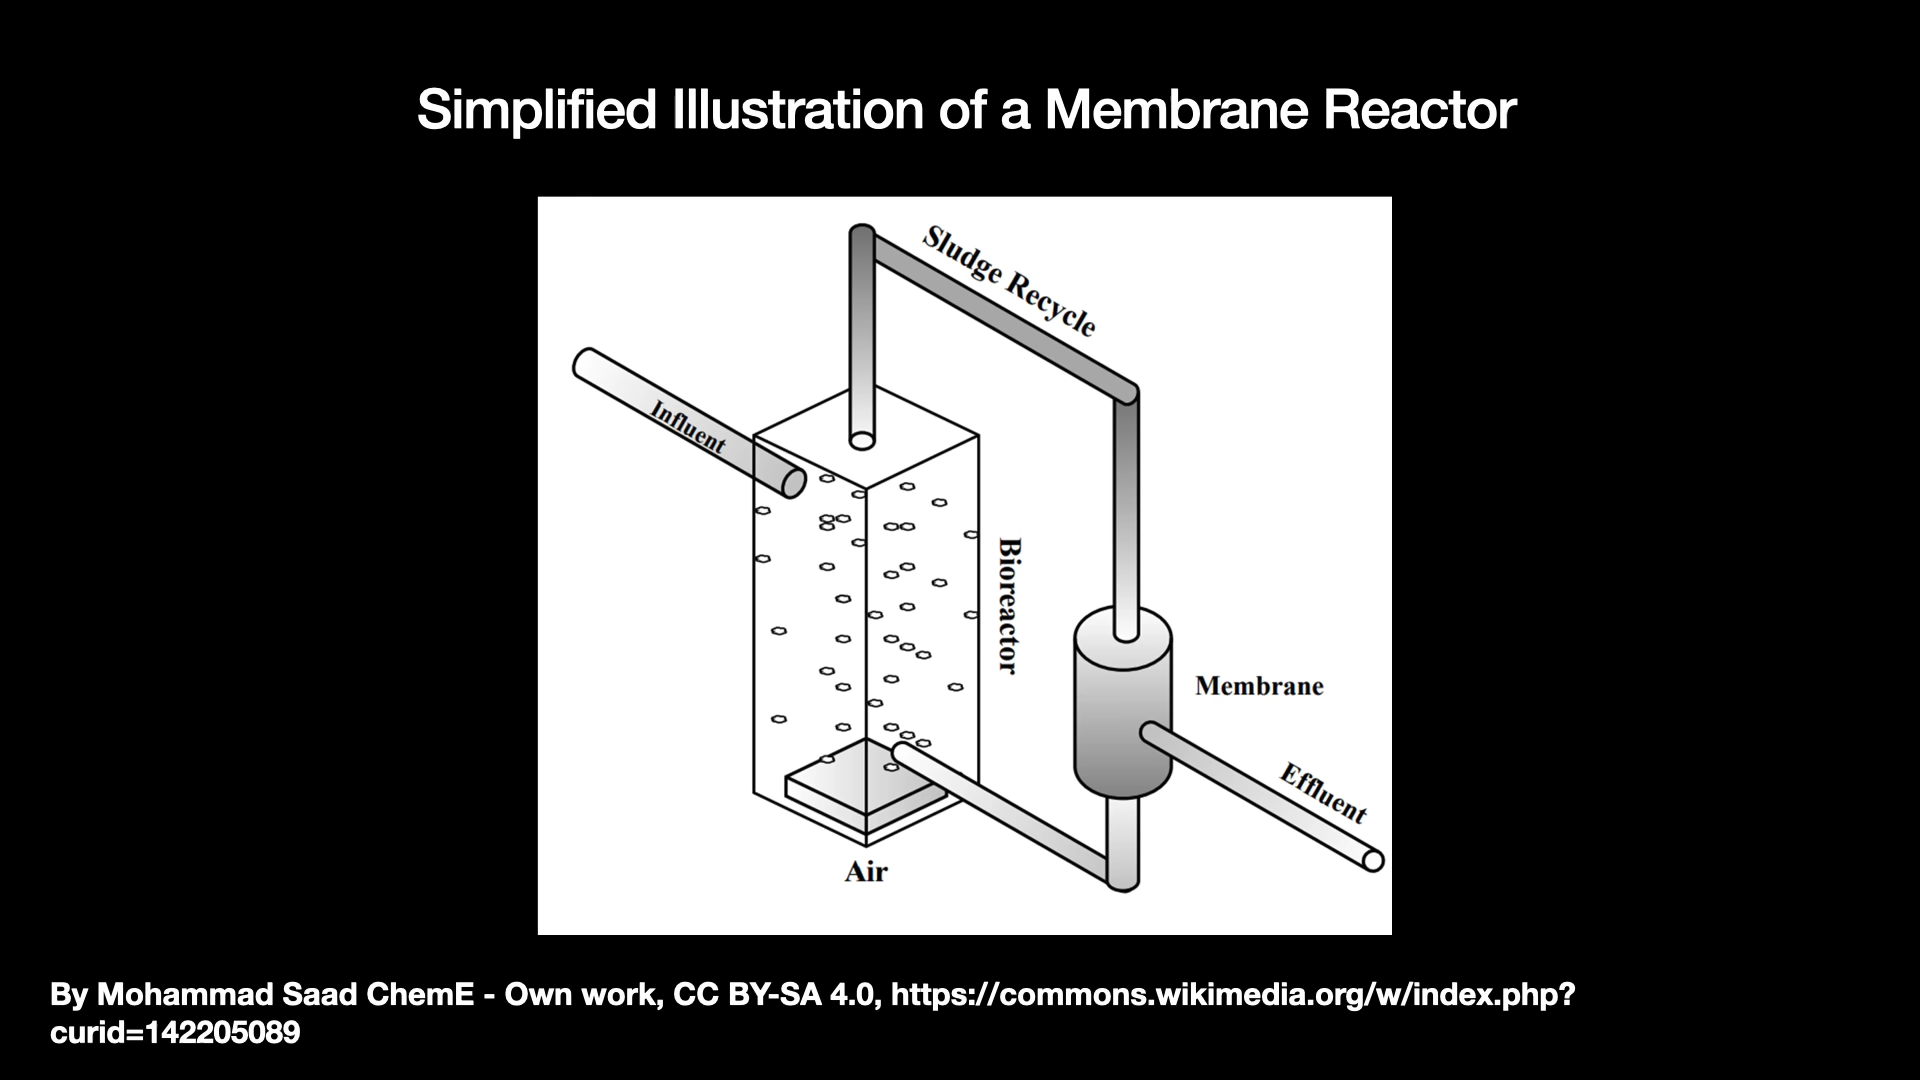 Simplified Illustration of a Membrane Reactor
Sludge Recycle
Influent
Bioreactor
Membrane
Effluent
Air
By Mohammad Saad ChemE - Own work, CC BY-SA 4.0, https://commons.wikimedia.org/w/index.php?
curid=142205089